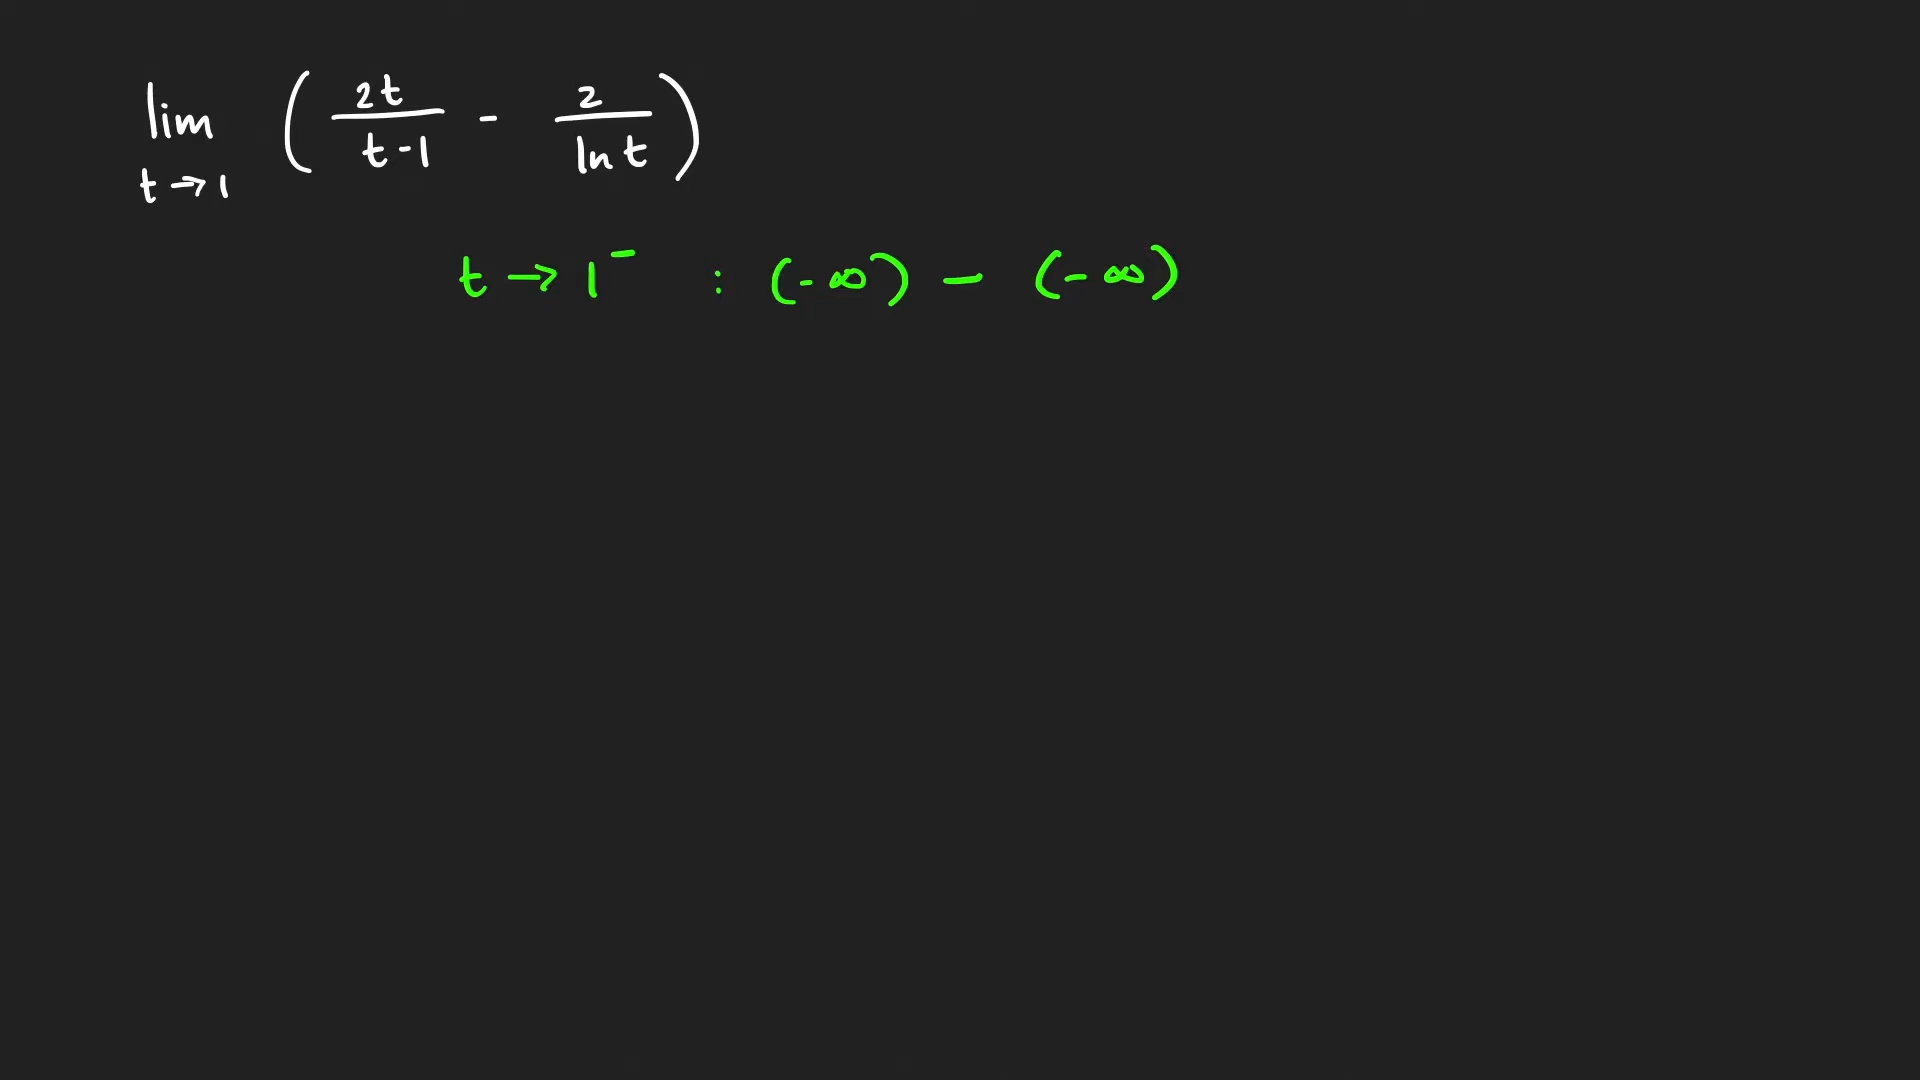 lim t→1 ( 2t/(t-1) - 2/(ln t) )
t → 1⁻ : (-∞) - (-∞)